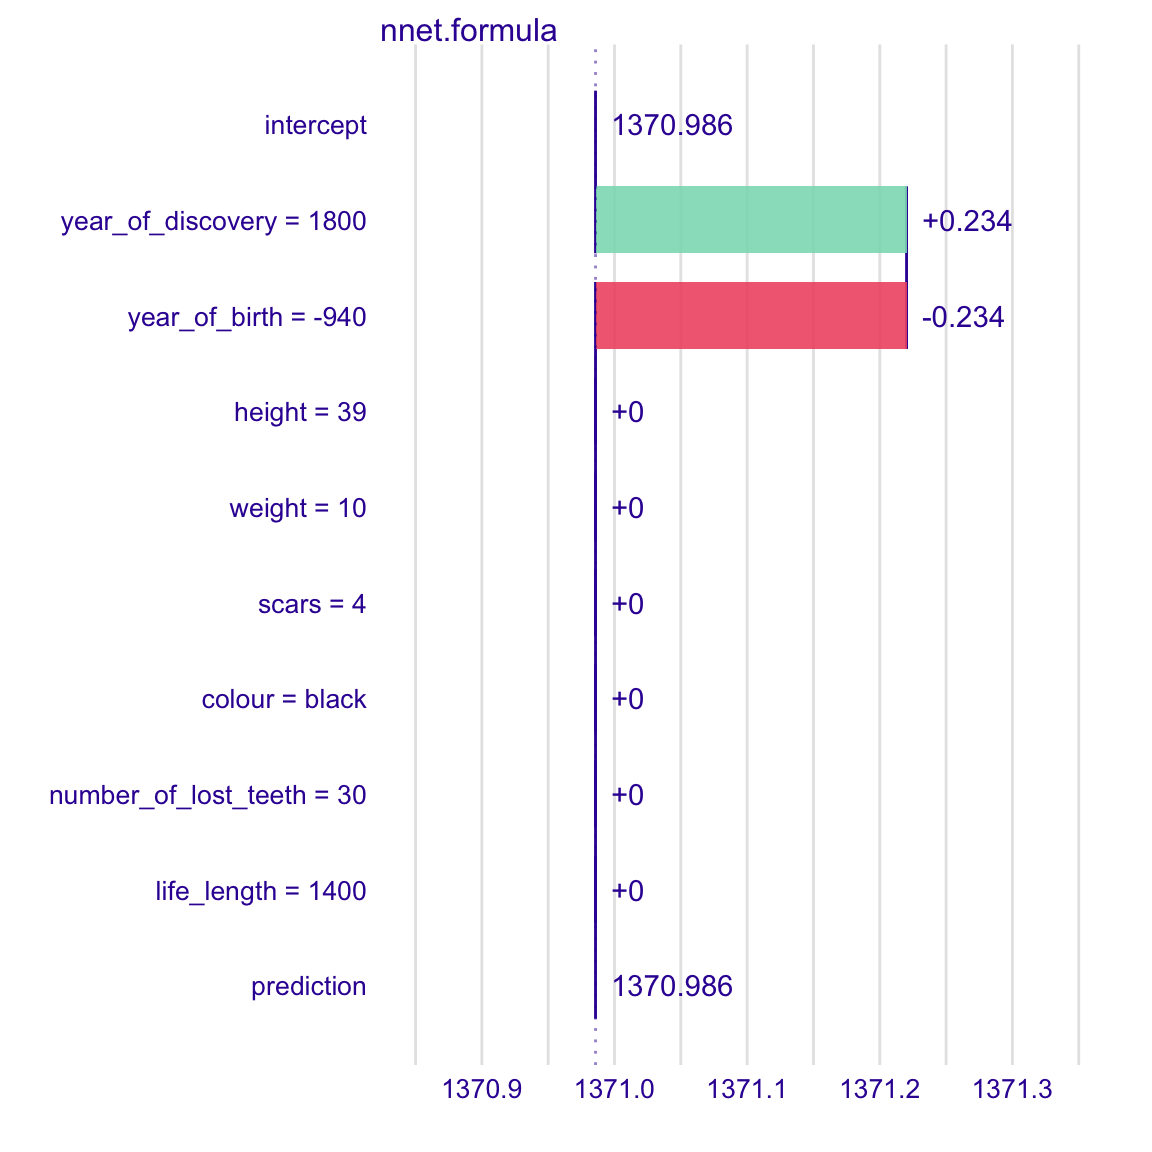 nnet.formula
intercept 1370.986
year_of_discovery = 1800 +0.234
year_of_birth = -940 -0.234
height = 39 +0
weight = 10 +0
scars = 4 +0
colour = black +0
number_of_lost_teeth = 30 +0
life_length = 1400 +0
prediction 1370.986
1370.9 1371.0 1371.1 1371.2 1371.3